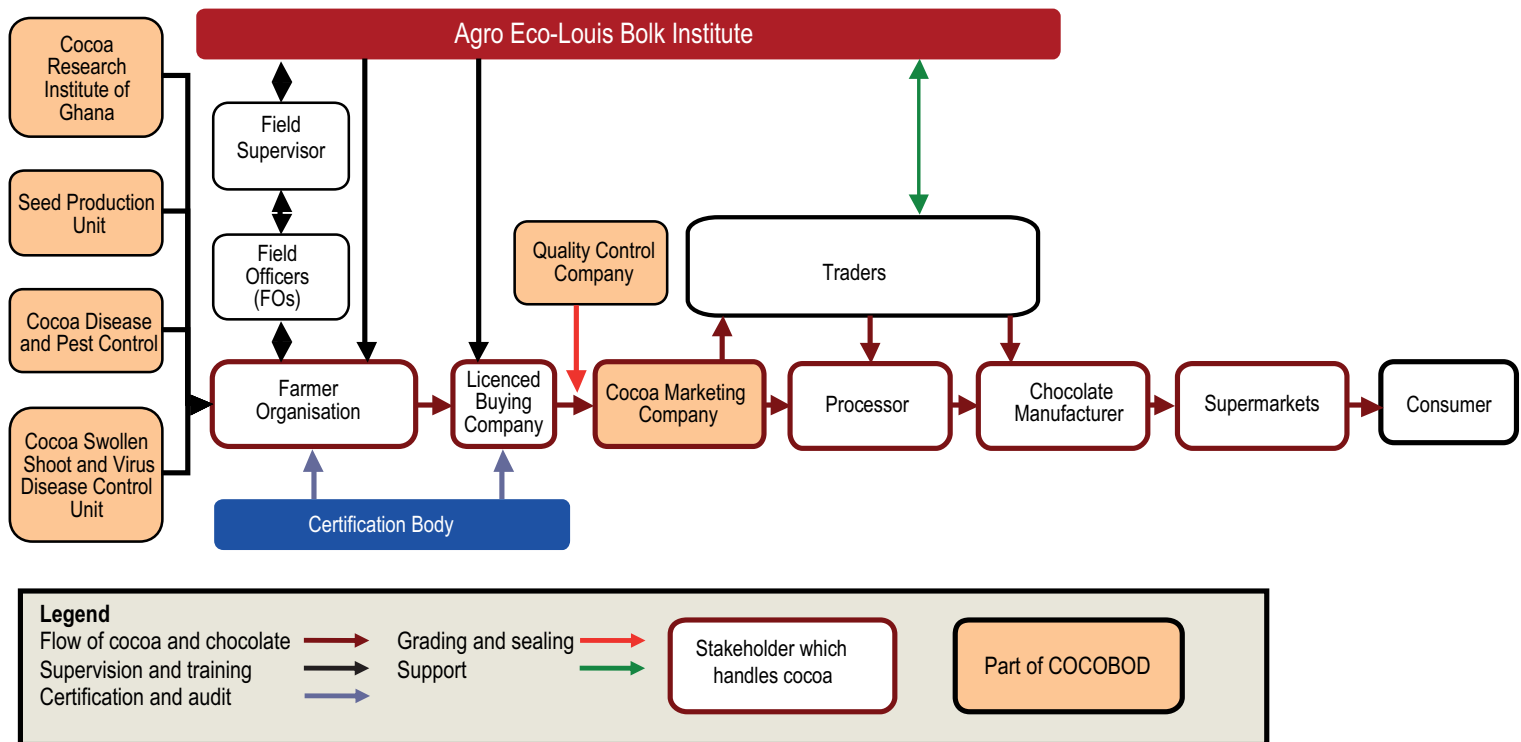 Agro Eco-Louis Bolk Institute
Cocoa
Research
Institute of
Ghana
Seed Production
Unit
Cocoa Disease
and Pest Control
Cocoa Swollen
Shoot and Virus
Disease Control
Unit
Field
Supervisor
Field
Officers
(FOs)
Quality Control
Company
Traders
Farmer
Organisation
Licenced
Buying
Company
Cocoa Marketing
Company
Processor
Chocolate
Manufacturer
Supermarkets
Consumer
Certification Body
Legend
Flow of cocoa and chocolate
Supervision and training
Certification and audit
Grading and sealing
Support
Stakeholder which
handles cocoa
Part of COCOBOD